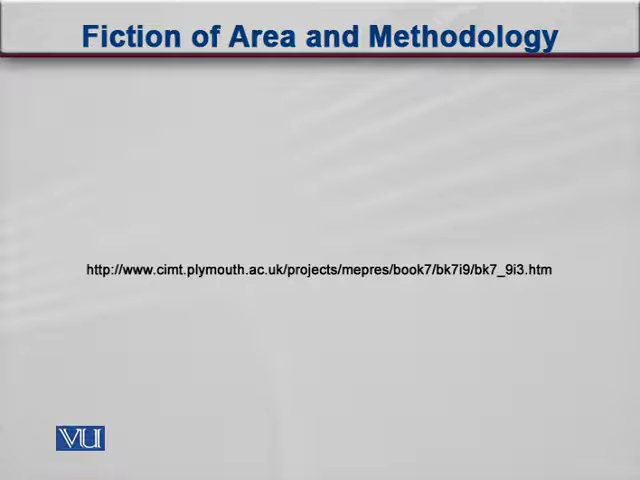 Fiction of Area and Methodology
http://www.cimt.plymouth.ac.uk/projects/mepres/book7/bk7i9/bk7_9i3.htm
VU